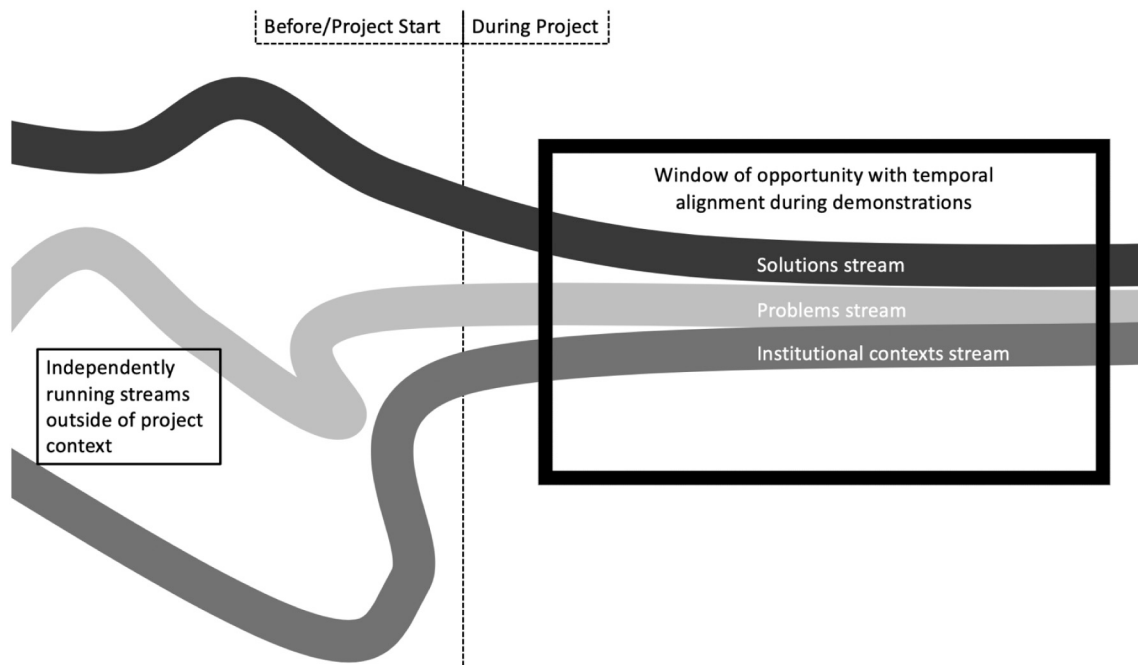 Before/Project Start
During Project
Window of opportunity with temporal
alignment during demonstrations
Solutions stream
Problems stream
Institutional contexts stream
Independently
running streams
outside of project
context